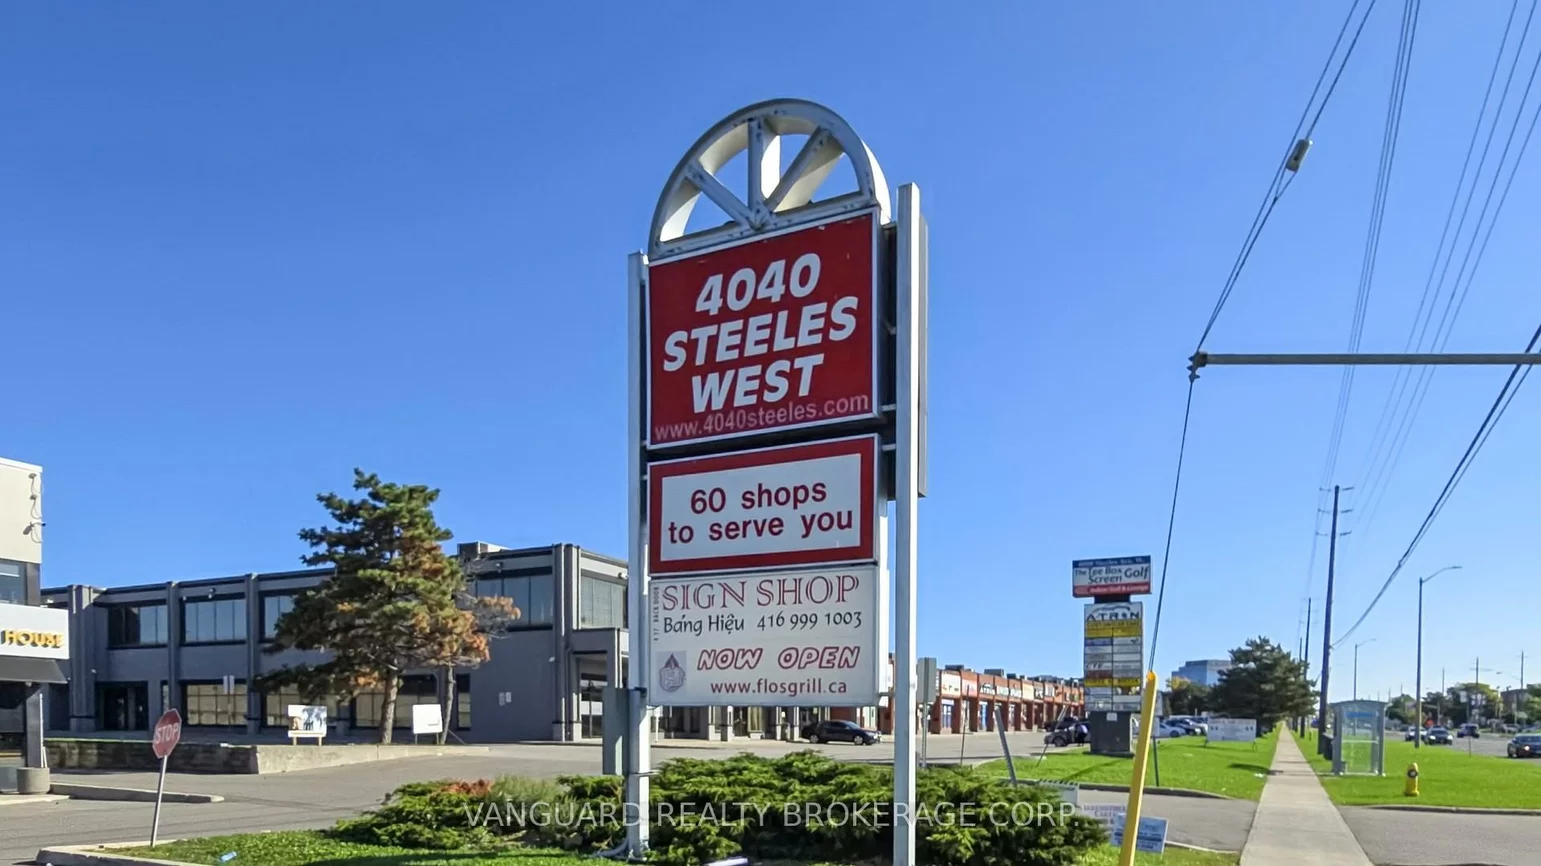 4040
STEELES
WEST
www.4040steeles.com
60 shops
to serve you
SIGN SHOP
Bảng Hiệu 416 999 1003
NOW OPEN
www.flosgrill.ca
HOUSE
STOP
The Tee Box
Screen Golf
VANGUARD REALTY BROKERAGE CORP.